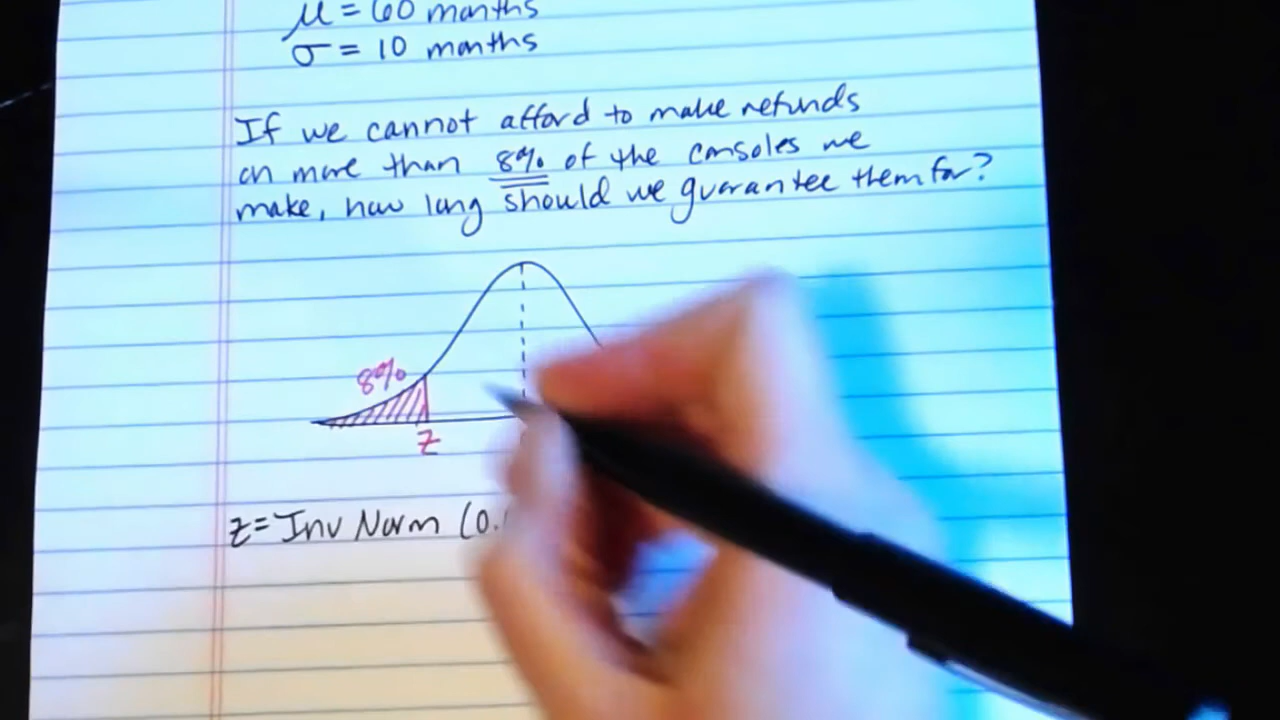 μ = 60 months
σ = 10 months
If we cannot afford to make refunds
on more than 8% of the consoles we
make, how long should we guarantee them for?
8%
z
z = Inv Norm (0.